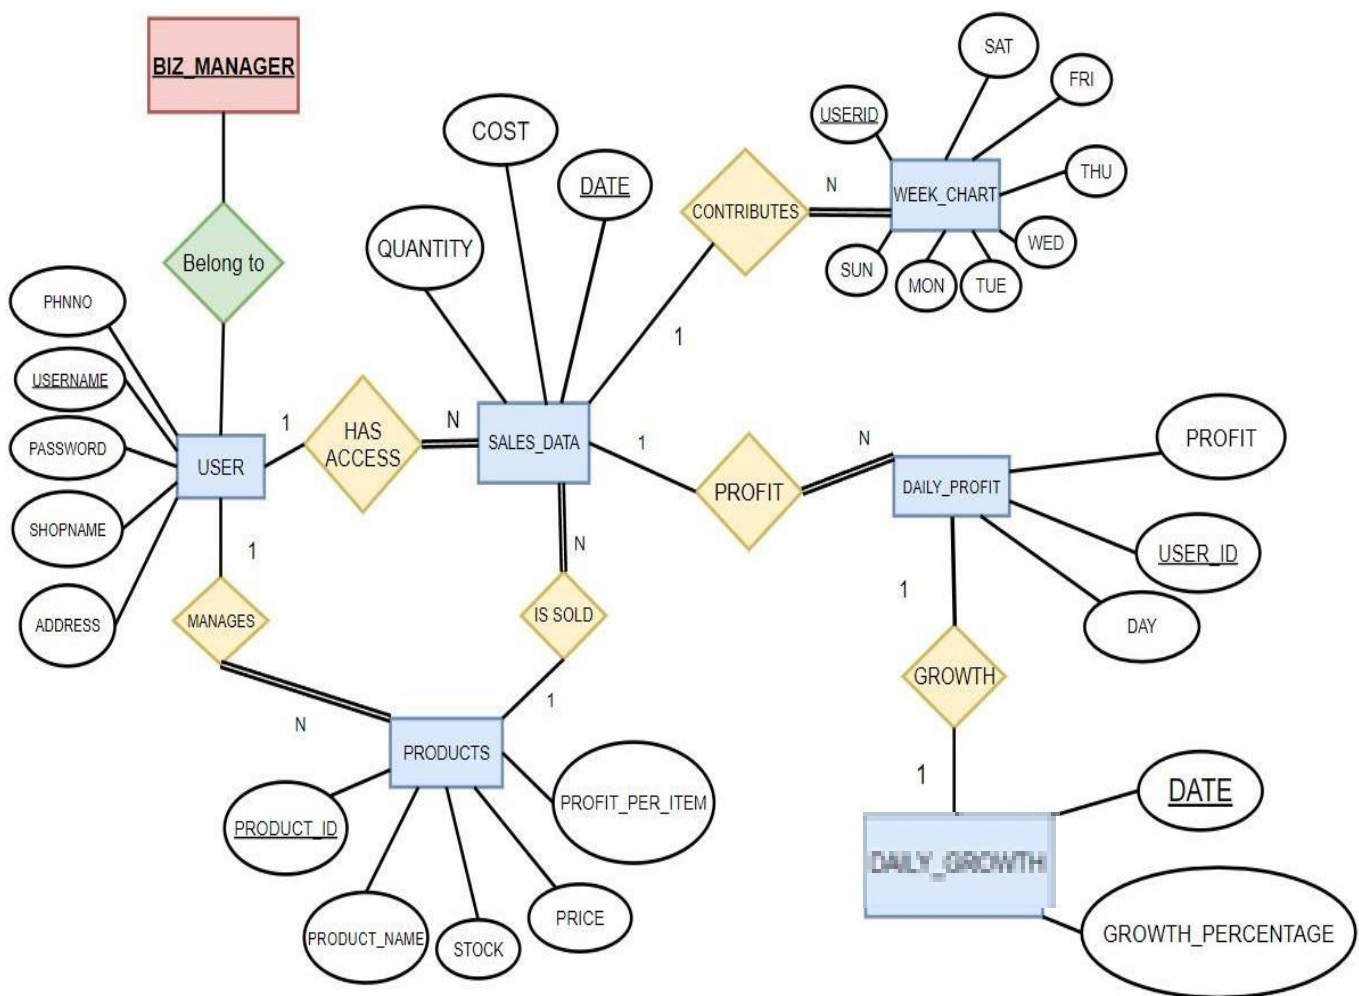 BIZ_MANAGER
Belong to
PHNNO
USERNAME
PASSWORD
SHOPNAME
ADDRESS
USER
1
HAS
ACCESS
N
QUANTITY
COST
DATE
SALES_DATA
1
CONTRIBUTES
N
USERID
SAT
FRI
THU
WED
TUE
MON
SUN
WEEK_CHART
1
PROFIT
N
DAILY_PROFIT
PROFIT
USER_ID
DAY
1
MANAGES
N
N
IS SOLD
1
PRODUCTS
PRODUCT_ID
PRODUCT_NAME
STOCK
PRICE
PROFIT_PER_ITEM
1
GROWTH
1
DAILY_GROWTH
DATE
GROWTH_PERCENTAGE